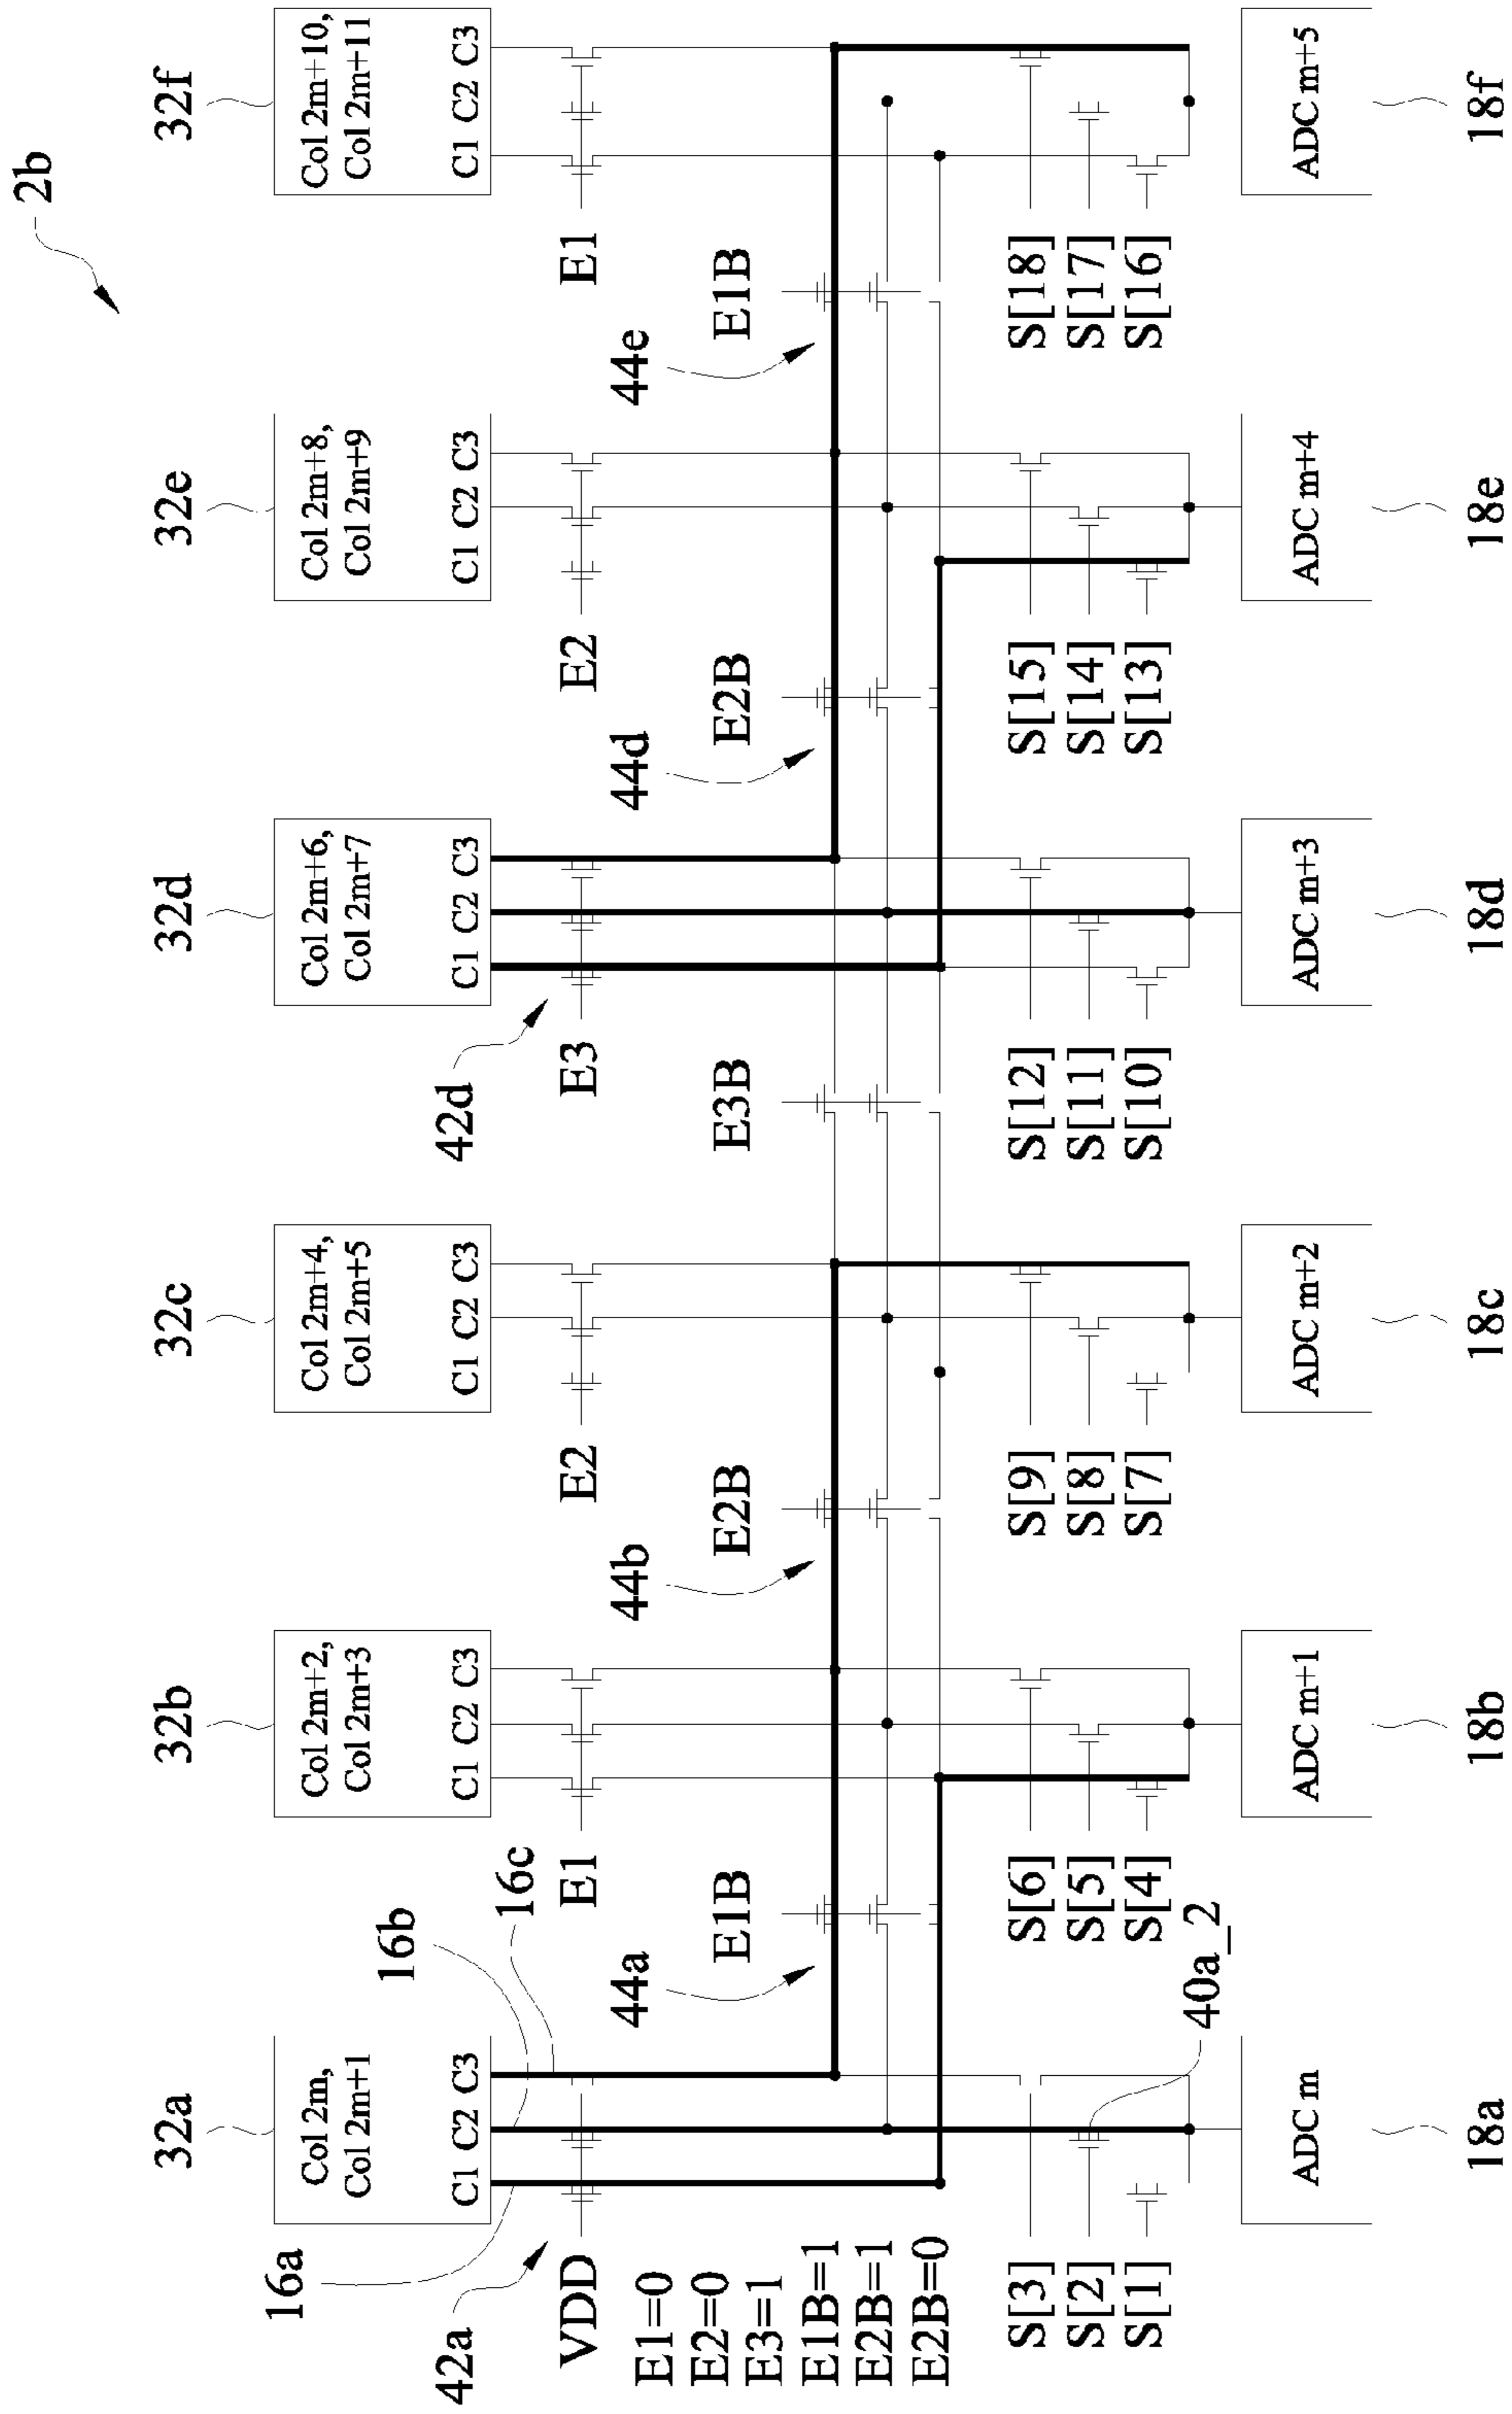 2b
32a
32b
32c
32d
32e
32f
Col 2m,
Col 2m+1
C1 C2 C3
Col 2m+2,
Col 2m+3
C1 C2 C3
Col 2m+4,
Col 2m+5
C1 C2 C3
Col 2m+6,
Col 2m+7
C1 C2 C3
Col 2m+8,
Col 2m+9
C1 C2 C3
Col 2m+10,
Col 2m+11
C1 C2 C3
16a
16b
16c
42a
42d
VDD
E1
E2
E3
E2
E1
44a
44b
44d
44e
E1=0
E2=0
E3=1
E1B=1
E2B=1
E2B=0
E1B
E2B
E3B
E2B
E1B
S[3]
S[2]
S[1]
S[6]
S[5]
S[4]
S[9]
S[8]
S[7]
S[12]
S[11]
S[10]
S[15]
S[14]
S[13]
S[18]
S[17]
S[16]
40a_2
ADC m
ADC m+1
ADC m+2
ADC m+3
ADC m+4
ADC m+5
18a
18b
18c
18d
18e
18f